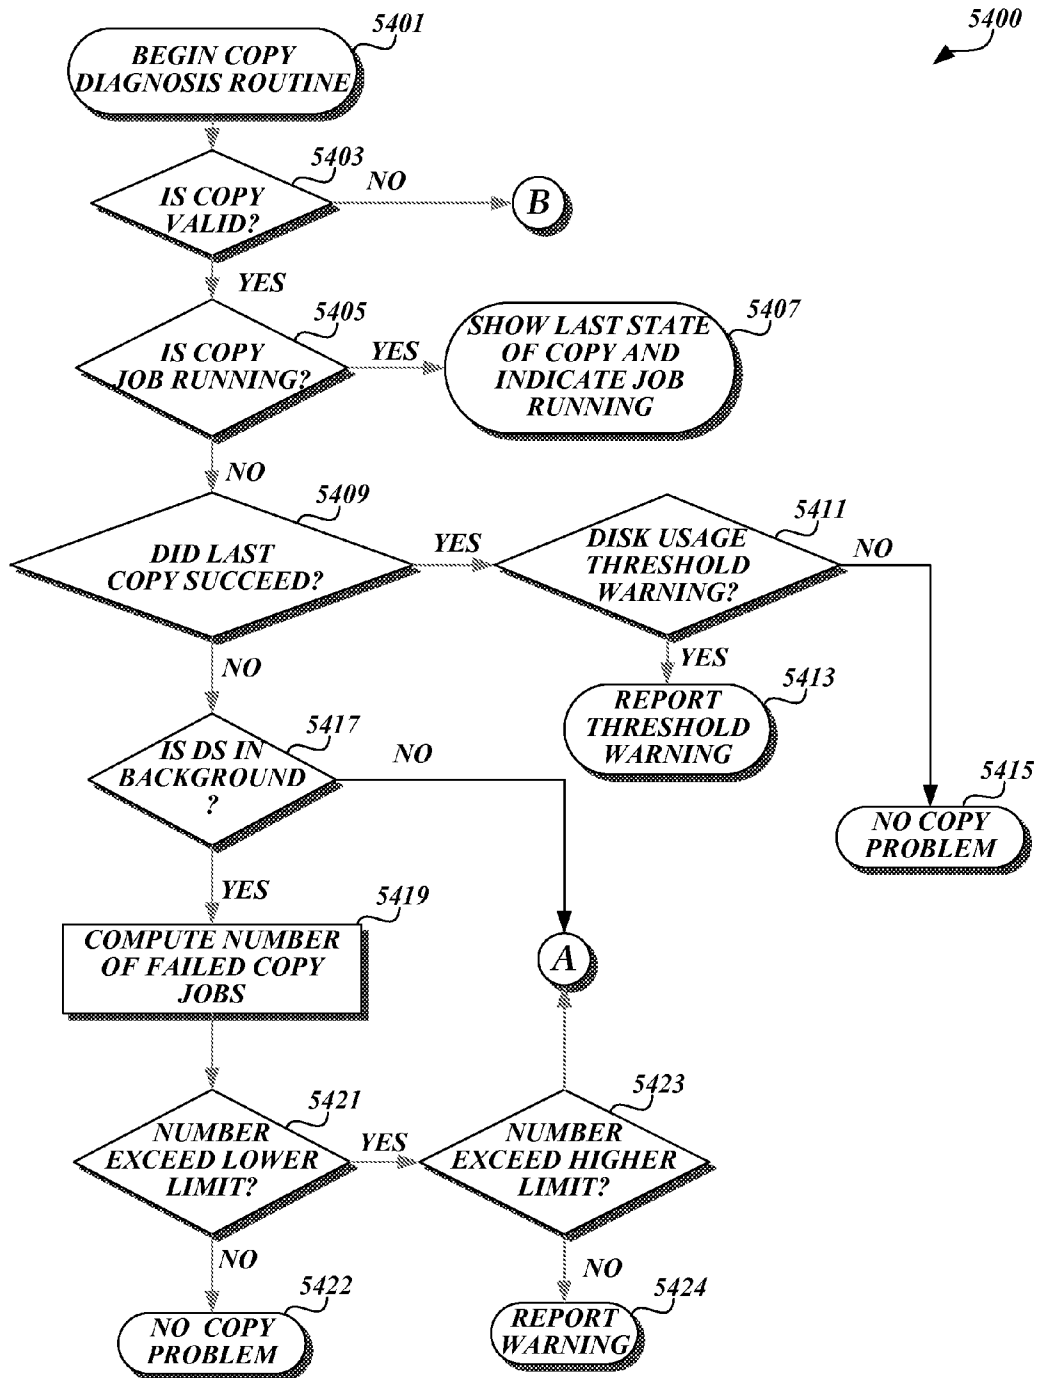 5400
5401
BEGIN COPY
DIAGNOSIS ROUTINE
5403
IS COPY
VALID?
NO
B
YES
5405
IS COPY
JOB RUNNING?
YES
5407
SHOW LAST STATE
OF COPY AND
INDICATE JOB
RUNNING
NO
5409
DID LAST
COPY SUCCEED?
YES
5411
DISK USAGE
THRESHOLD
WARNING?
NO
YES
5413
REPORT
THRESHOLD
WARNING
5415
NO COPY
PROBLEM
NO
5417
IS DS IN
BACKGROUND
?
NO
YES
5419
COMPUTE NUMBER
OF FAILED COPY
JOBS
A
5421
NUMBER
EXCEED LOWER
LIMIT?
YES
5423
NUMBER
EXCEED HIGHER
LIMIT?
NO
5422
NO COPY
PROBLEM
NO
5424
REPORT
WARNING